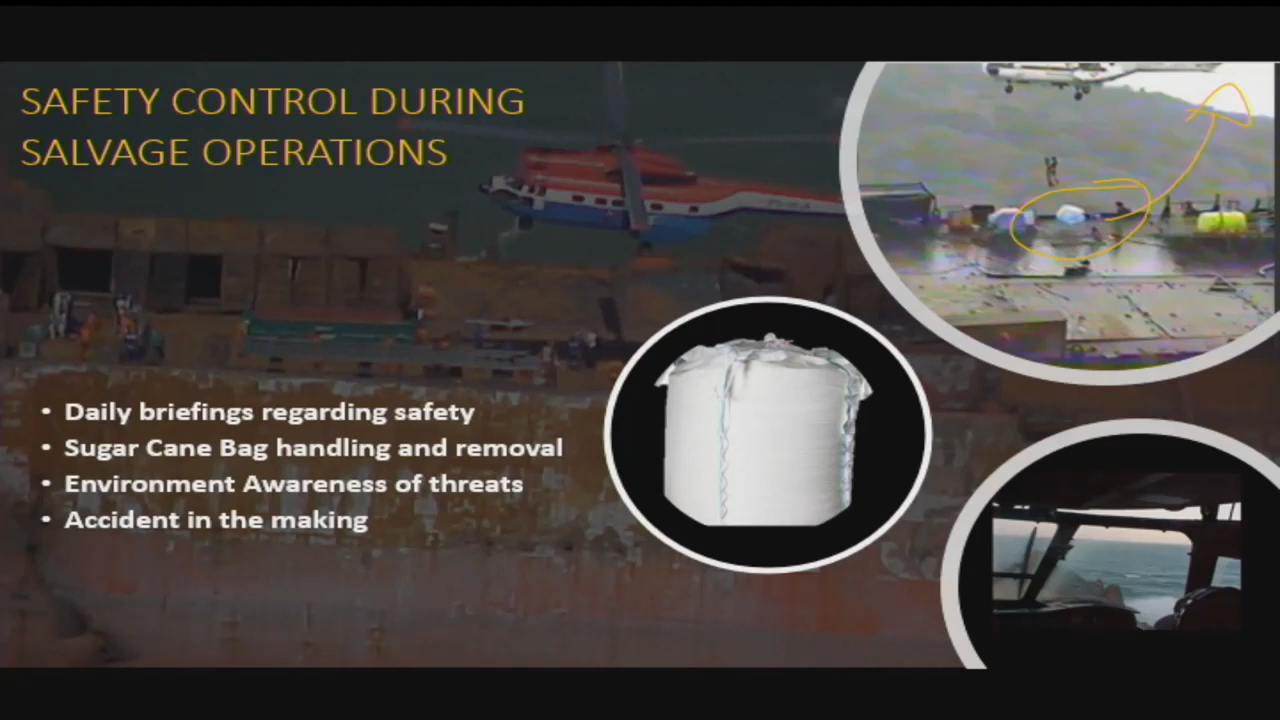 SAFETY CONTROL DURING
SALVAGE OPERATIONS
• Daily briefings regarding safety
• Sugar Cane Bag handling and removal
• Environment Awareness of threats
• Accident in the making